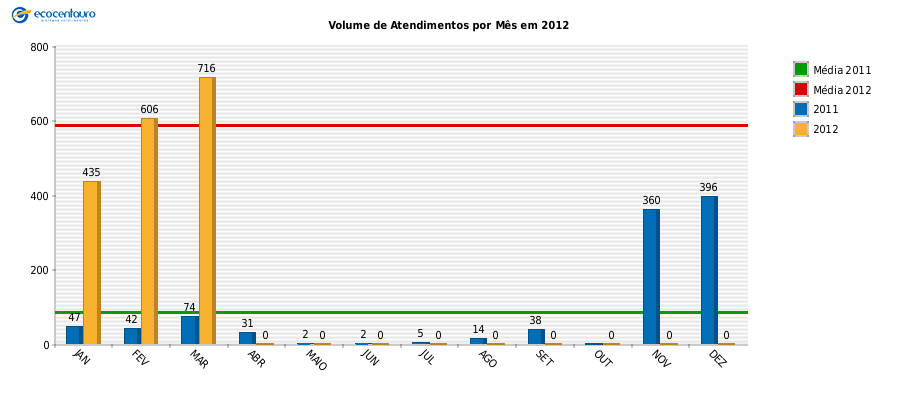 ecocentauro
Volume de Atendimentos por Mês em 2012
800
600
400
200
0
47
435
42
606
74
716
31
0
2
0
2
0
5
0
14
0
38
0
0
360
0
396
0
JAN
FEV
MAR
ABR
MAIO
JUN
JUL
AGO
SET
OUT
NOV
DEZ
Média 2011
Média 2012
2011
2012